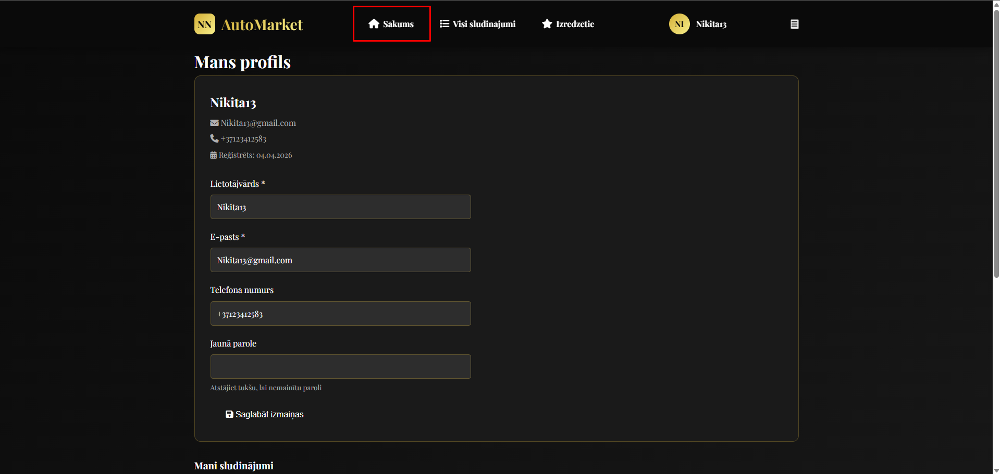 NN AutoMarket Sākums Visi sludinājumi Izredzētie NI Nikita13
Mans profils
Nikita13
Nikita13@gmail.com
+37123412583
Reģistrēts: 04.04.2026
Lietotājvārds *
Nikita13
E-pasts *
Nikita13@gmail.com
Telefona numurs
+37123412583
Jaunā parole
Atstājiet tukšu, lai nemainītu paroli
Saglabāt izmaiņas
Mani sludinājumi